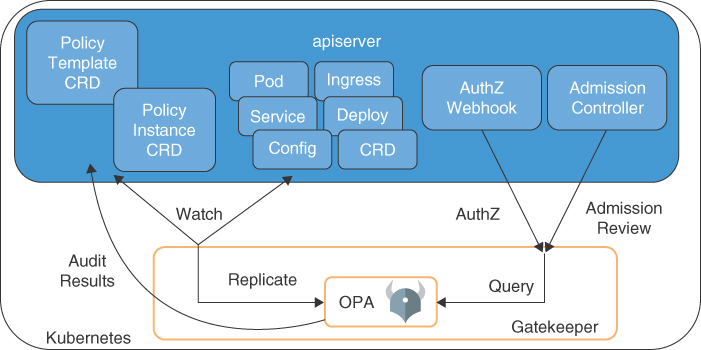 apiserver
Policy
Template
CRD
Policy
Instance
CRD
Pod
Ingress
Service
Deploy
Config
CRD
AuthZ
Webhook
Admission
Controller
Watch
AuthZ
Admission
Review
Audit
Results
Replicate
OPA
Query
Gatekeeper
Kubernetes